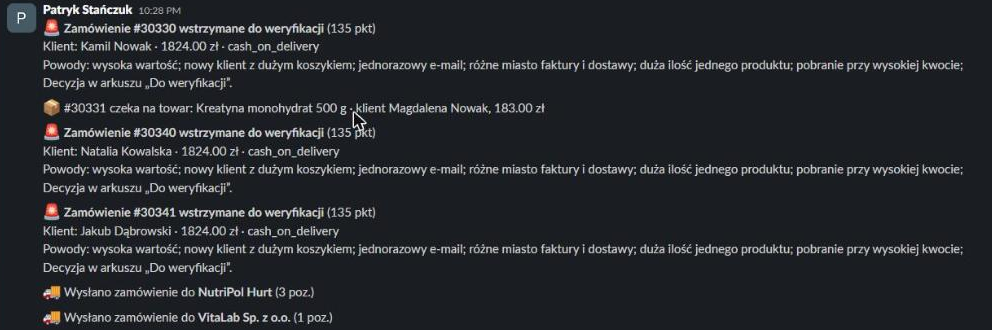 P
Patryk Stańczuk 10:28 PM
🚨 Zamówienie #30330 wstrzymane do weryfikacji (135 pkt)
Klient: Kamil Nowak · 1824.00 zł · cash_on_delivery
Powody: wysoka wartość; nowy klient z dużym koszykiem; jednorazowy e-mail; różne miasto faktury i dostawy; duża ilość jednego produktu; pobranie przy wysokiej kwocie;
Decyzja w arkuszu „Do weryfikacji”.
📦 #30331 czeka na towar: Kreatyna monohydrat 500 g · klient Magdalena Nowak, 183.00 zł
🚨 Zamówienie #30340 wstrzymane do weryfikacji (135 pkt)
Klient: Natalia Kowalska · 1824.00 zł · cash_on_delivery
Powody: wysoka wartość; nowy klient z dużym koszykiem; jednorazowy e-mail; różne miasto faktury i dostawy; duża ilość jednego produktu; pobranie przy wysokiej kwocie;
Decyzja w arkuszu „Do weryfikacji”.
🚨 Zamówienie #30341 wstrzymane do weryfikacji (135 pkt)
Klient: Jakub Dąbrowski · 1824.00 zł · cash_on_delivery
Powody: wysoka wartość; nowy klient z dużym koszykiem; jednorazowy e-mail; różne miasto faktury i dostawy; duża ilość jednego produktu; pobranie przy wysokiej kwocie;
Decyzja w arkuszu „Do weryfikacji”.
🚚 Wysłano zamówienie do NutriPol Hurt (3 poz.)
🚚 Wysłano zamówienie do VitaLab Sp. z o.o. (1 poz.)